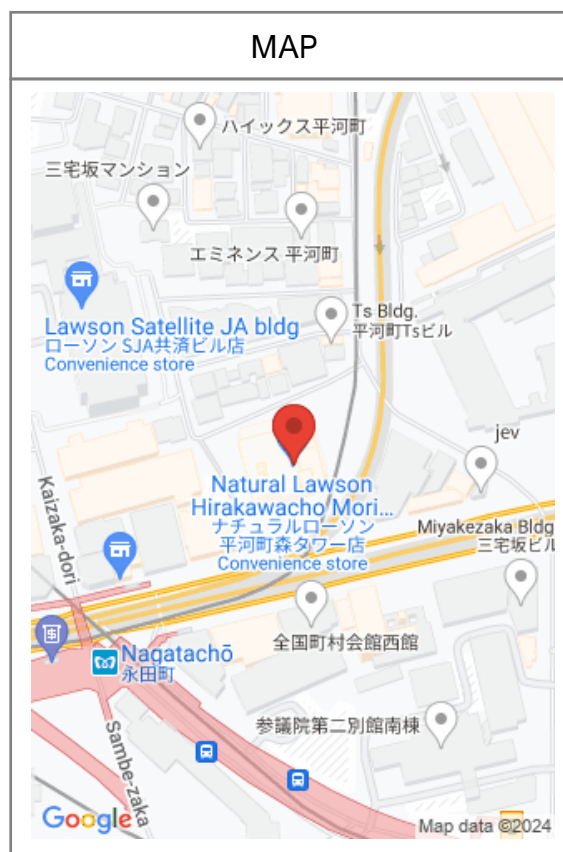 MAP
ハイックス平河町
三宅坂マンション
エミネンス 平河町
Ts Bldg.
平河町Tsビル
Lawson Satellite JA bldg
ローソン SJA共済ビル店
Convenience store
jev
Natural Lawson
Hirakawacho Mori...
ナチュラルローソン
平河町森タワー店
Convenience store
Kaizaka-dori
Miyakezaka Bldg
三宅坂ビル
全国町村会館西館
Nagatachō
永田町
参議院第二別館南棟
Sambe-zaka
Google
Map data ©2024